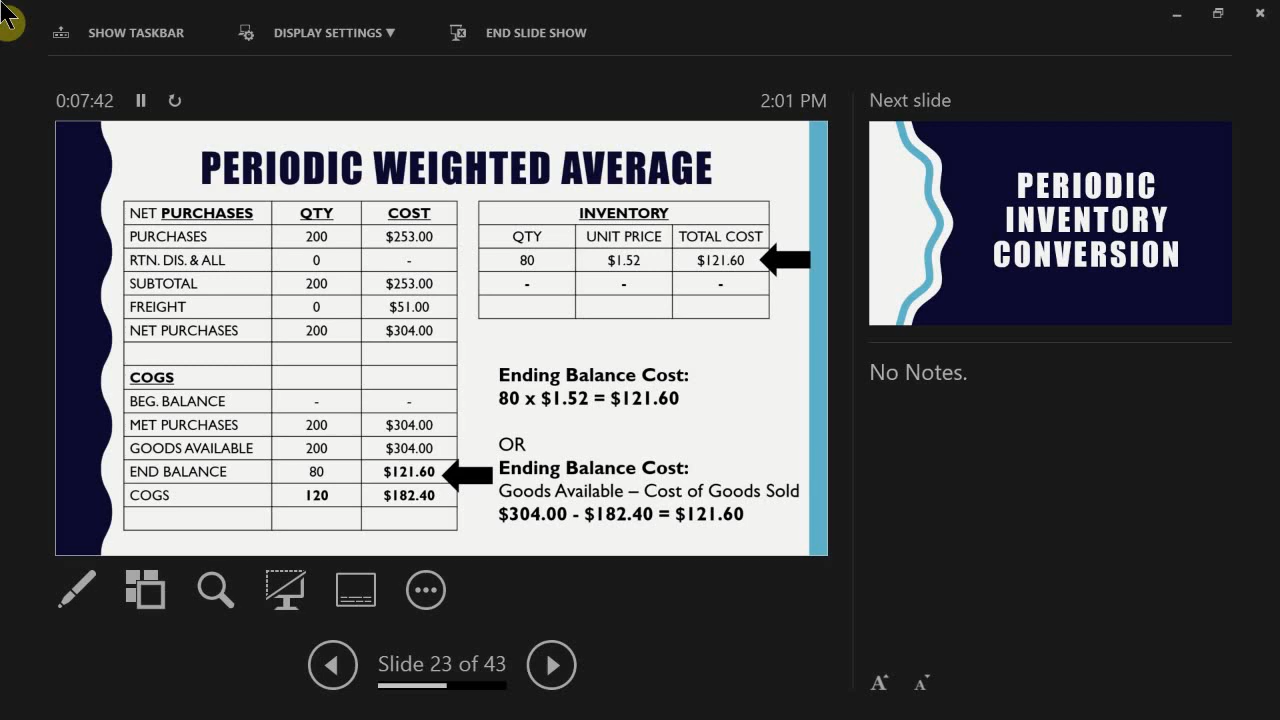 SHOW TASKBAR DISPLAY SETTINGS ▼ END SLIDE SHOW
0:07:42 2:01 PM
PERIODIC WEIGHTED AVERAGE
NET PURCHASES QTY COST
PURCHASES 200 $253.00
RTN. DIS. & ALL 0 -
SUBTOTAL 200 $253.00
FREIGHT 0 $51.00
NET PURCHASES 200 $304.00
COGS
BEG. BALANCE - -
MET PURCHASES 200 $304.00
GOODS AVAILABLE 200 $304.00
END BALANCE 80 $121.60
COGS 120 $182.40
INVENTORY
QTY UNIT PRICE TOTAL COST
80 $1.52 $121.60
- - -
Ending Balance Cost:
80 x $1.52 = $121.60
OR
Ending Balance Cost:
Goods Available – Cost of Goods Sold
$304.00 - $182.40 = $121.60
Slide 23 of 43
Next slide
PERIODIC
INVENTORY
CONVERSION
No Notes.
A A